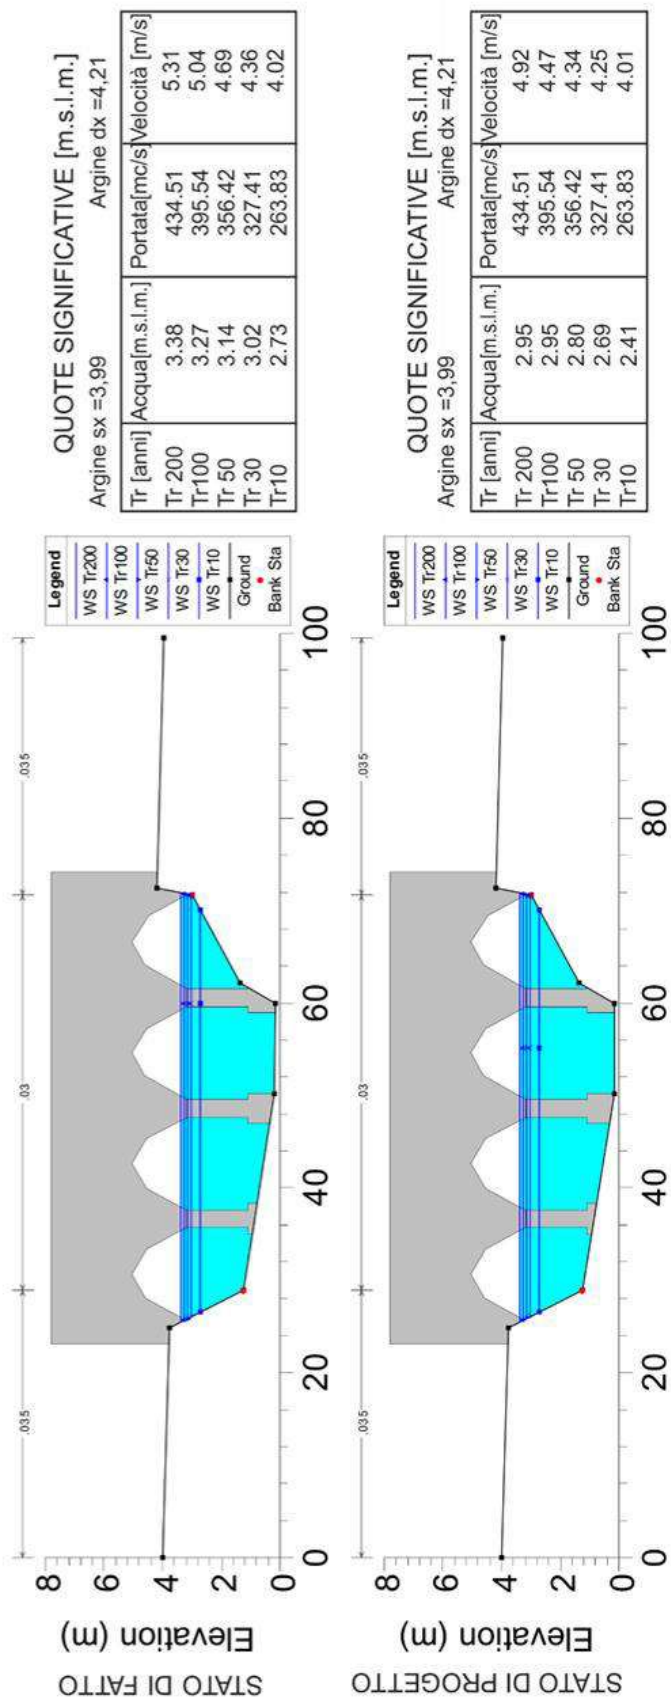 STATO DI FATTO
Elevation (m)
8
6
4
2
0
.035
.03
.035
0
20
40
60
80
100
Legend
WS Tr200
WS Tr100
WS Tr50
WS Tr30
WS Tr10
Ground
Bank Sta
QUOTE SIGNIFICATIVE [m.s.l.m.]
Argine sx =3,99 Argine dx =4,21
Tr [anni] Acqua[m.s.l.m.] Portata[mc/s] Velocità [m/s]
Tr 200 3.38 434.51 5.31
Tr100 3.27 395.54 5.04
Tr 50 3.14 356.42 4.69
Tr 30 3.02 327.41 4.36
Tr10 2.73 263.83 4.02
STATO DI PROGETTO
Elevation (m)
8
6
4
2
0
.035
.03
.035
0
20
40
60
80
100
Legend
WS Tr200
WS Tr100
WS Tr50
WS Tr30
WS Tr10
Ground
Bank Sta
QUOTE SIGNIFICATIVE [m.s.l.m.]
Argine sx =3,99 Argine dx =4,21
Tr [anni] Acqua[m.s.l.m.] Portata[mc/s] Velocità [m/s]
Tr 200 2.95 434.51 4.92
Tr100 2.95 395.54 4.47
Tr 50 2.80 356.42 4.34
Tr 30 2.69 327.41 4.25
Tr10 2.41 263.83 4.01